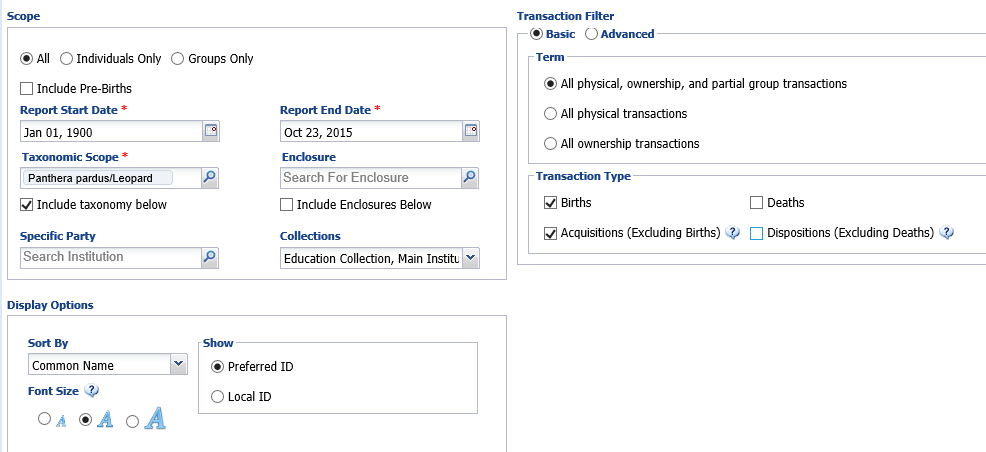 Scope
All Individuals Only Groups Only
Include Pre-Births
Report Start Date * Report End Date *
Jan 01, 1900 Oct 23, 2015
Taxonomic Scope * Enclosure
Panthera pardus/Leopard Search For Enclosure
Include taxonomy below Include Enclosures Below
Specific Party Collections
Search Institution Education Collection, Main Institu
Display Options
Sort By Show
Common Name Preferred ID
Font Size ? Local ID
A A A
Transaction Filter
Basic Advanced
Term
All physical, ownership, and partial group transactions
All physical transactions
All ownership transactions
Transaction Type
Births Deaths
Acquisitions (Excluding Births) ? Dispositions (Excluding Deaths) ?